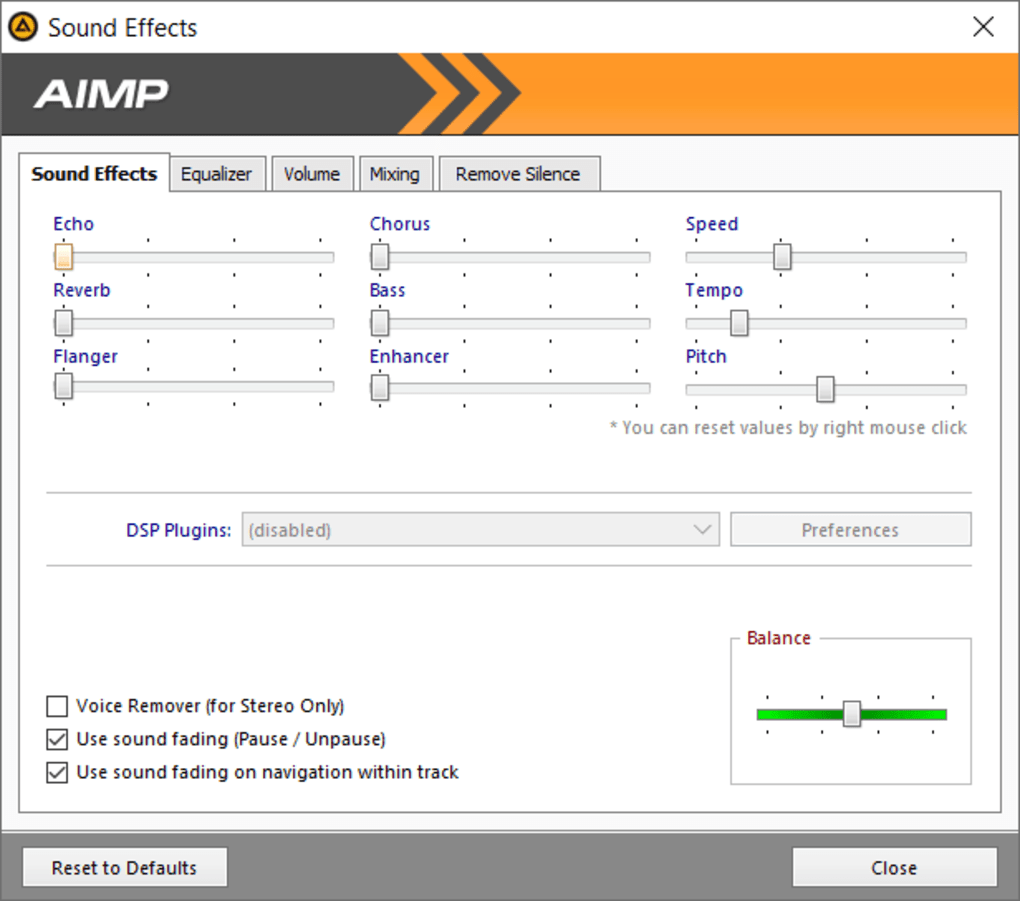 Sound Effects
AIMP
Sound Effects Equalizer Volume Mixing Remove Silence
Echo Chorus Speed
Reverb Bass Tempo
Flanger Enhancer Pitch
* You can reset values by right mouse click
DSP Plugins: (disabled) Preferences
Balance
Voice Remover (for Stereo Only)
Use sound fading (Pause / Unpause)
Use sound fading on navigation within track
Reset to Defaults Close